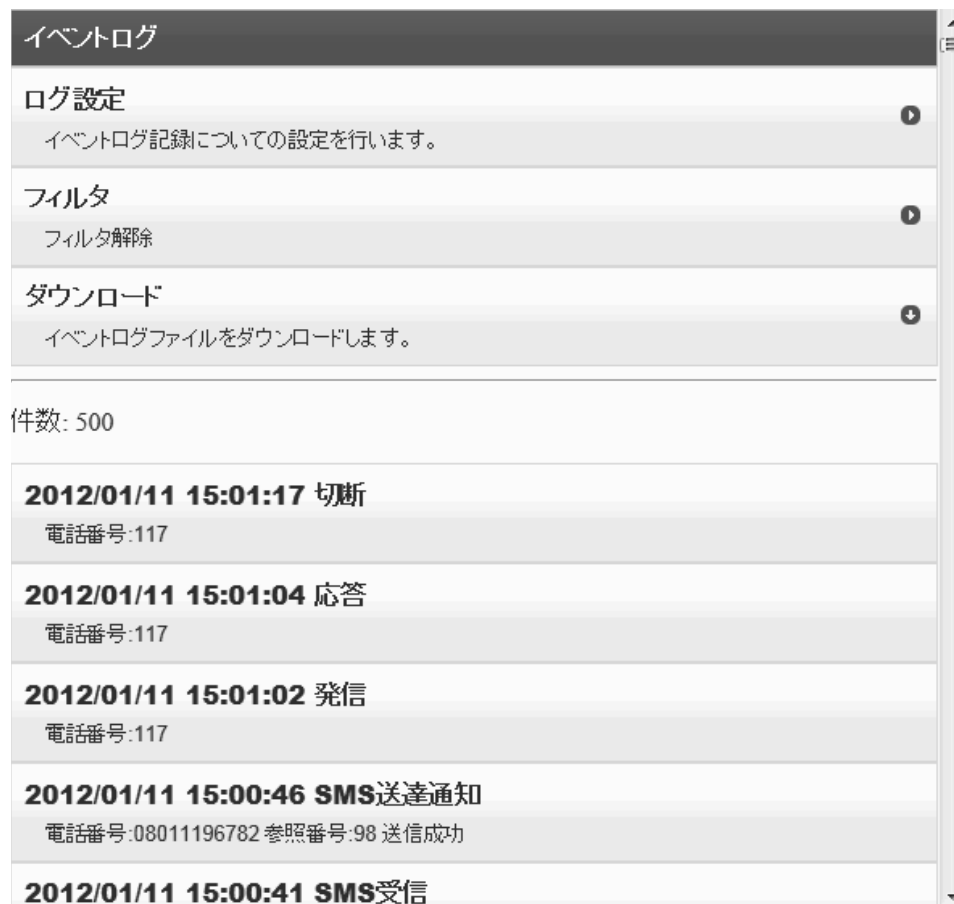 イベントログ
ログ設定
イベントログ記録についての設定を行います。
フィルタ
フィルタ解除
ダウンロード
イベントログファイルをダウンロードします。
件数: 500
2012/01/11 15:01:17 切断
電話番号:117
2012/01/11 15:01:04 応答
電話番号:117
2012/01/11 15:01:02 発信
電話番号:117
2012/01/11 15:00:46 SMS送達通知
電話番号:08011196782 参照番号:98 送信成功
2012/01/11 15:00:41 SMS受信